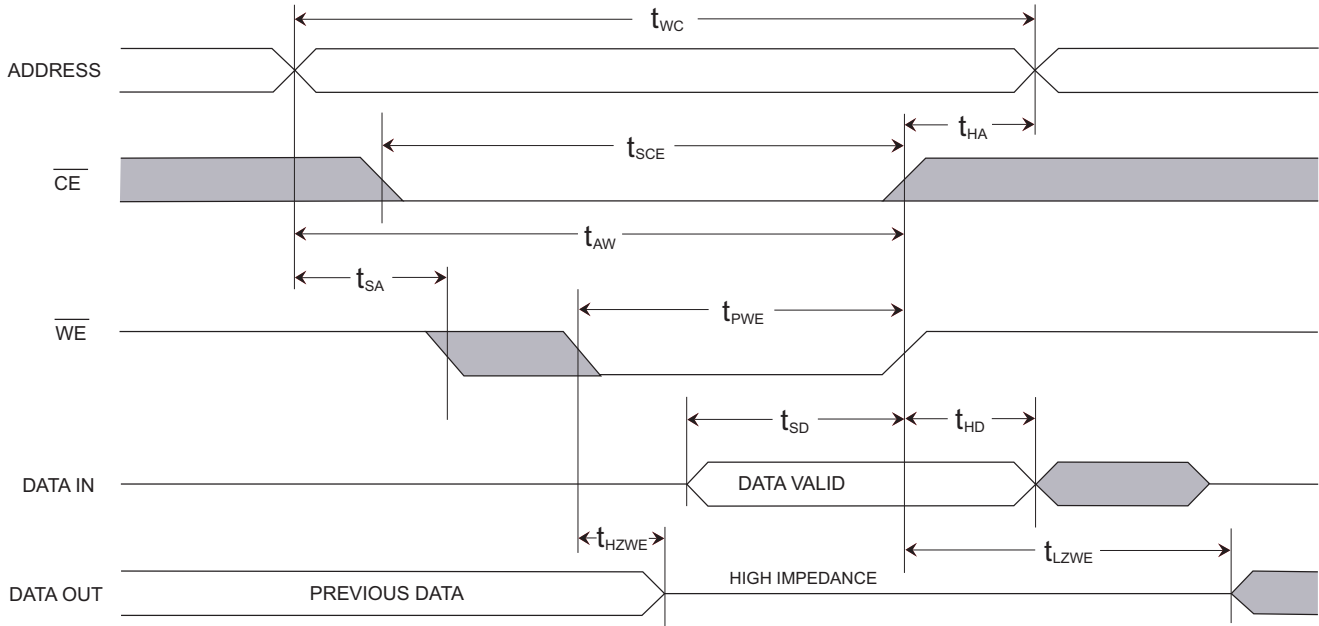 tWC
ADDRESS
tHA
tSCE
CE
tAW
tSA
tPWE
WE
tSD
tHD
DATA IN
DATA VALID
tHZWE
tLZWE
DATA OUT
PREVIOUS DATA
HIGH IMPEDANCE